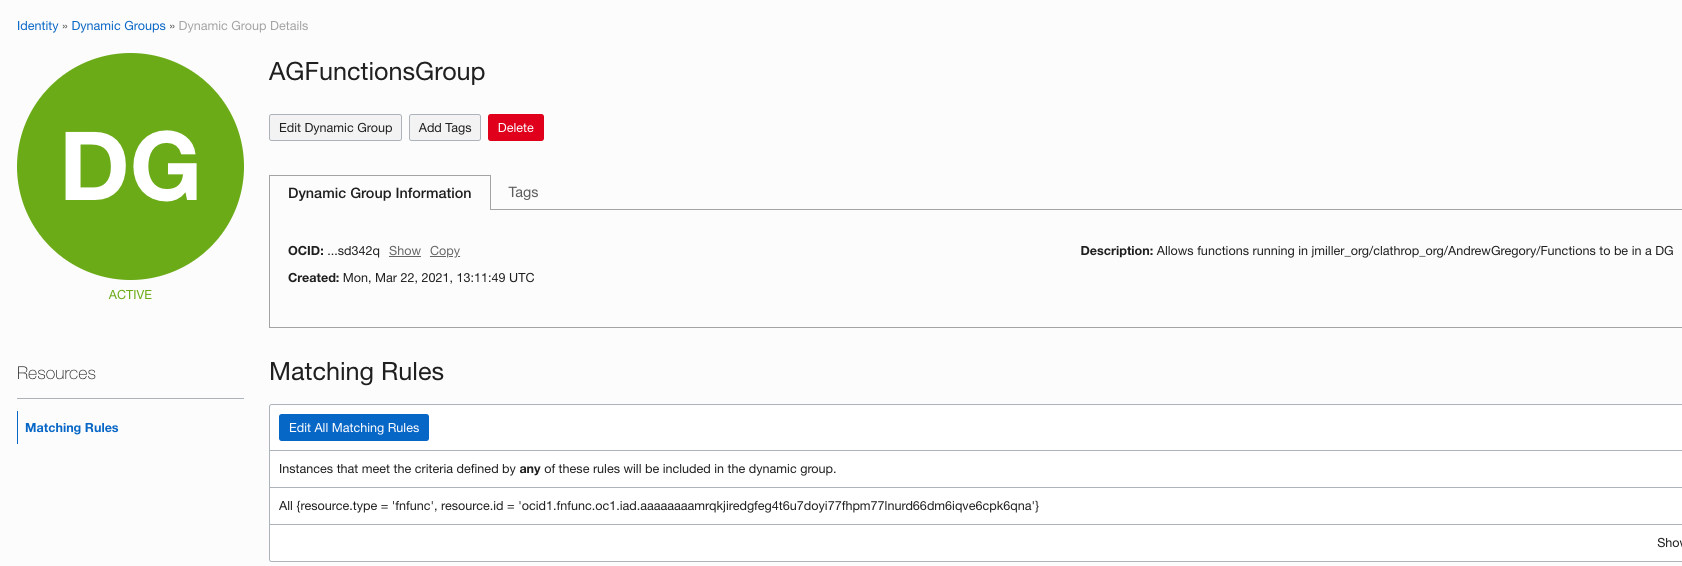 Identity » Dynamic Groups » Dynamic Group Details
DG
ACTIVE
AGFunctionsGroup
Edit Dynamic Group Add Tags Delete
Dynamic Group Information Tags
OCID: ...sd342q Show Copy
Description: Allows functions running in jmiller_org/clathrop_org/AndrewGregory/Functions to be in a DG
Created: Mon, Mar 22, 2021, 13:11:49 UTC
Resources
Matching Rules
Matching Rules
Edit All Matching Rules
Instances that meet the criteria defined by any of these rules will be included in the dynamic group.
All {resource.type = 'fnfunc', resource.id = 'ocid1.fnfunc.oc1.iad.aaaaaaaamrqkjiredgfeg4t6u7doyi77fhpm77lnurd66dm6iqve6cpk6qna'}